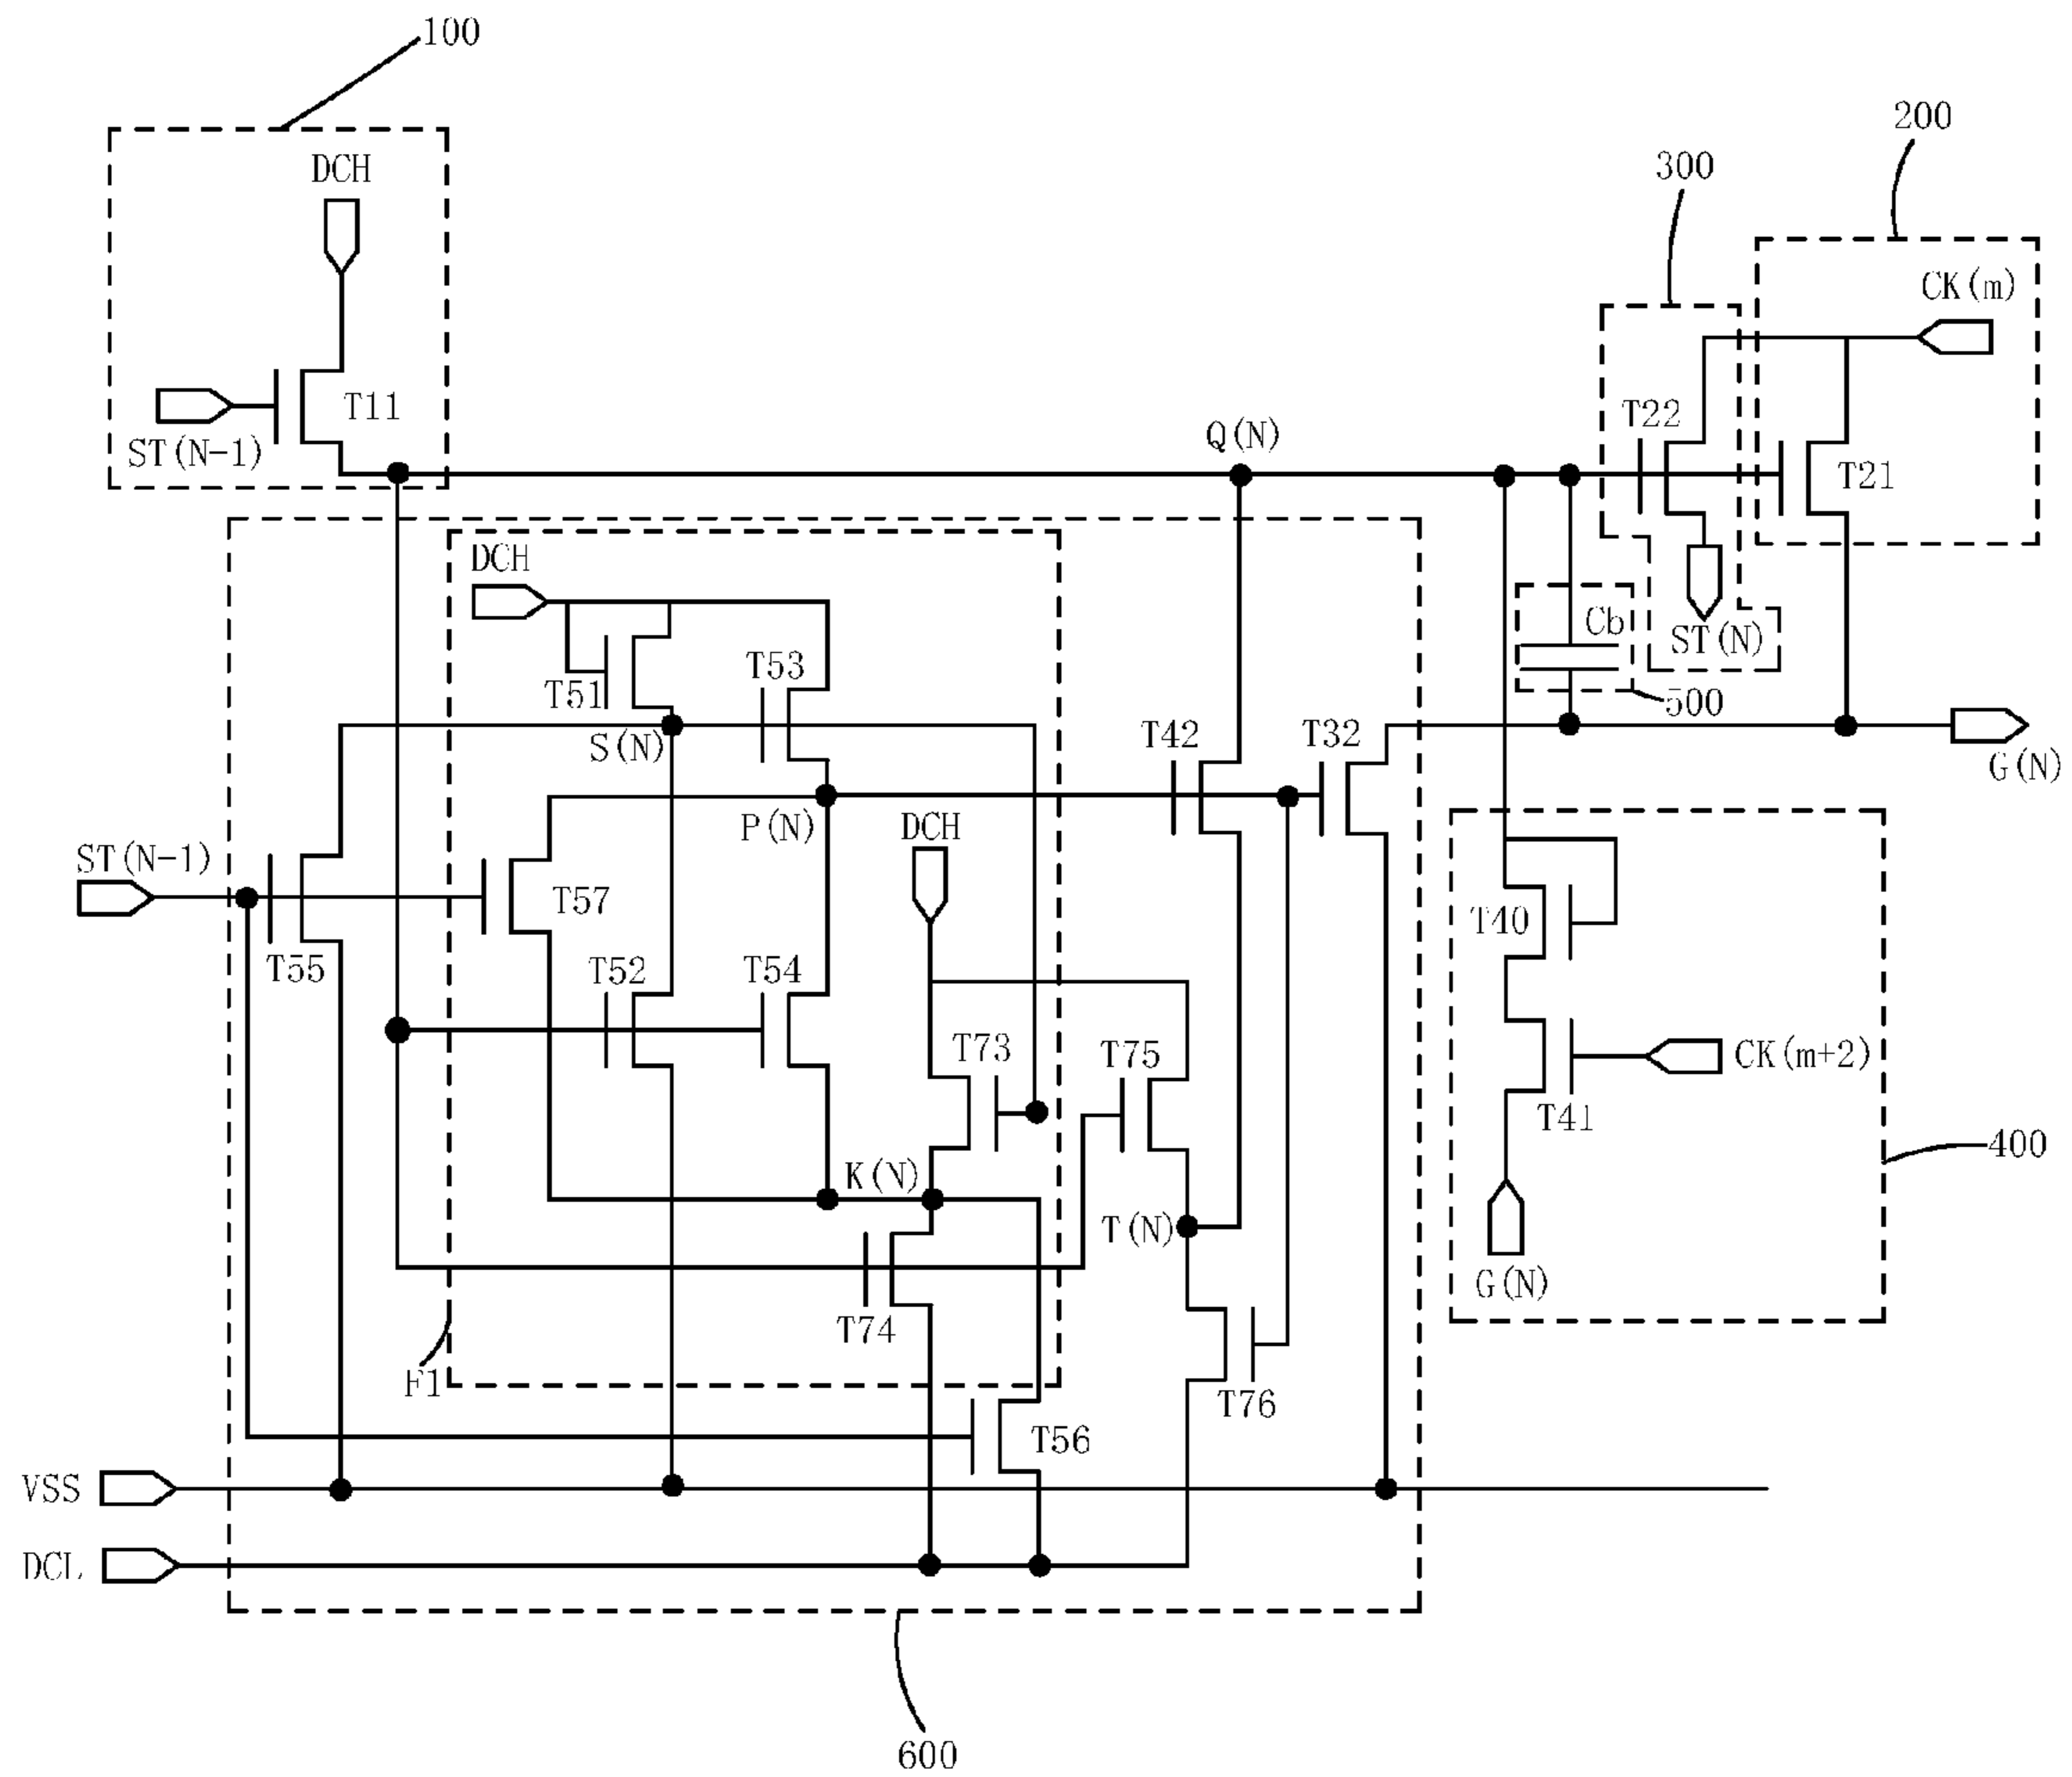 100
DCH
200
300
CK(m)
T11
T22
ST(N-1)
Q(N)
T21
DCH
Cb
ST(N)
T53
T51
500
S(N)
T42
T32
G(N)
P(N)
DCH
ST(N-1)
T57
T40
T55
T52
T54
T73
T75
CK(m+2)
T41
400
K(N)
T(N)
G(N)
T74
F1
T76
T56
VSS
DCL
600